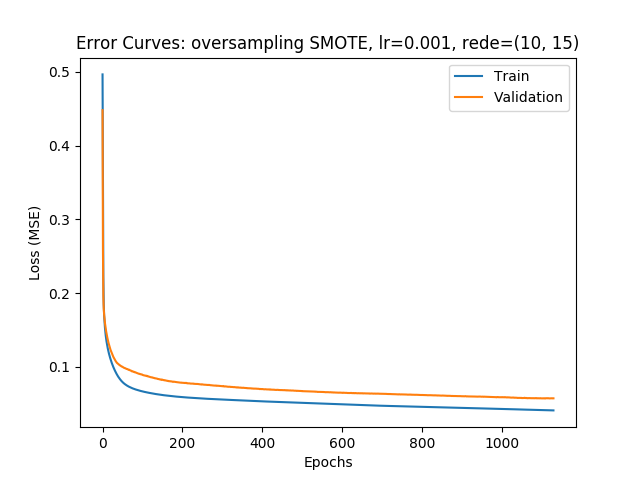 Error Curves: oversampling SMOTE, lr=0.001, rede=(10, 15)
Train
Validation
Loss (MSE)
0.5
0.4
0.3
0.2
0.1
0 200 400 600 800 1000
Epochs